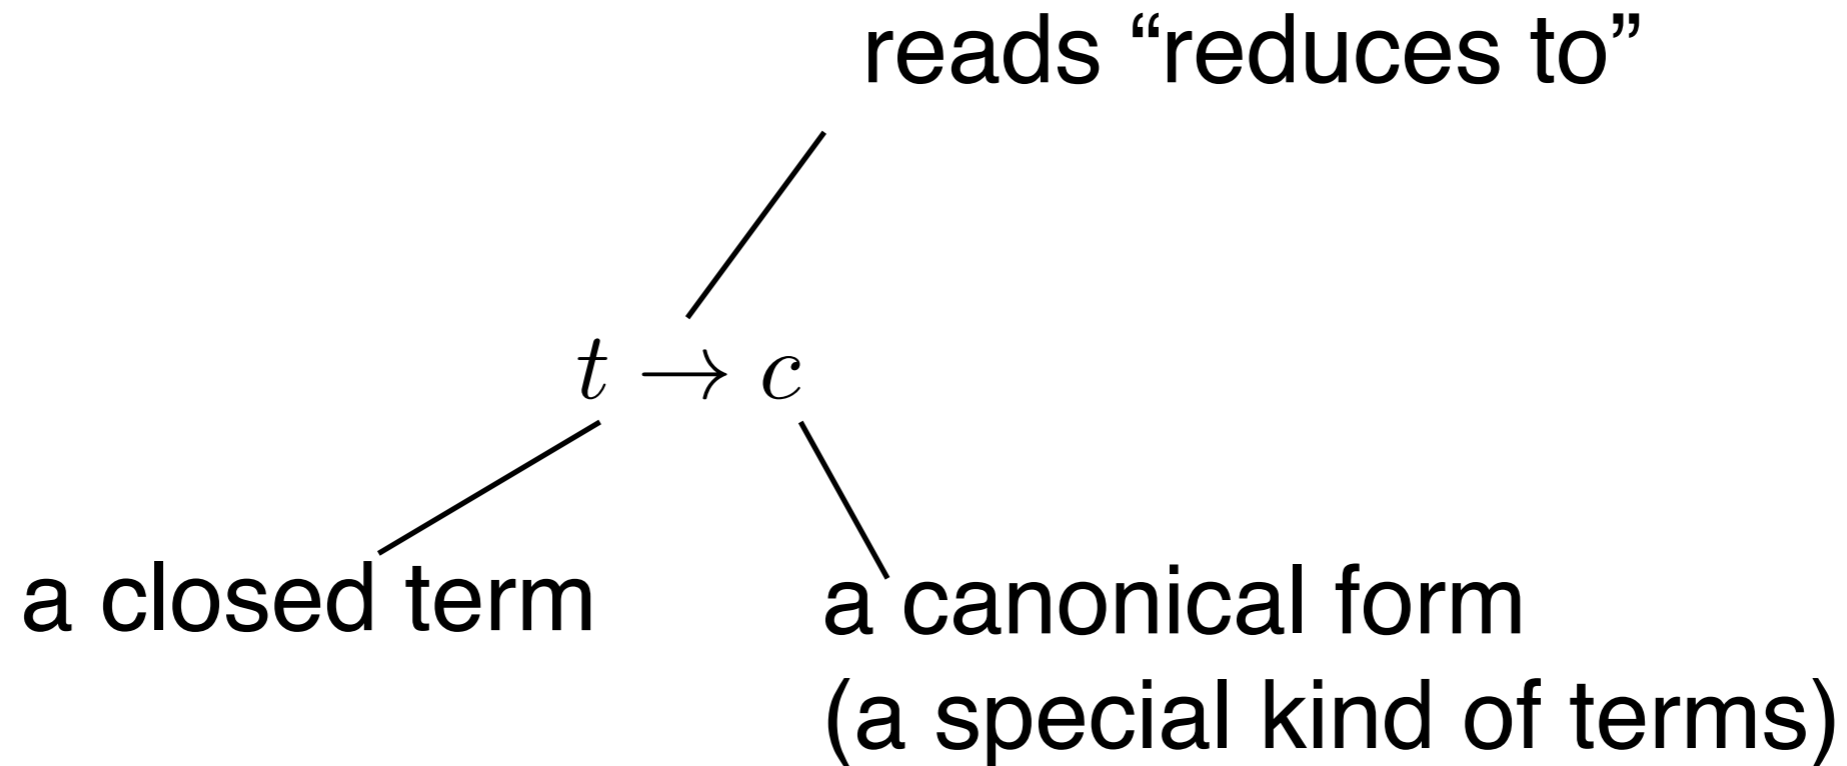 reads “reduces to”
t → c
a closed term
a canonical form
(a special kind of terms)